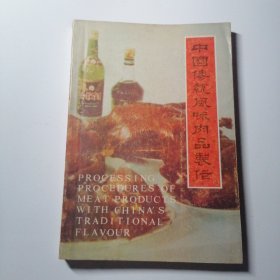 中國傳統風味肉品製作
PROCESSING
PROCEDURES OF
MEAT PRODUCTS
WITH CHINA'S
TRADITIONAL
FLAVOUR